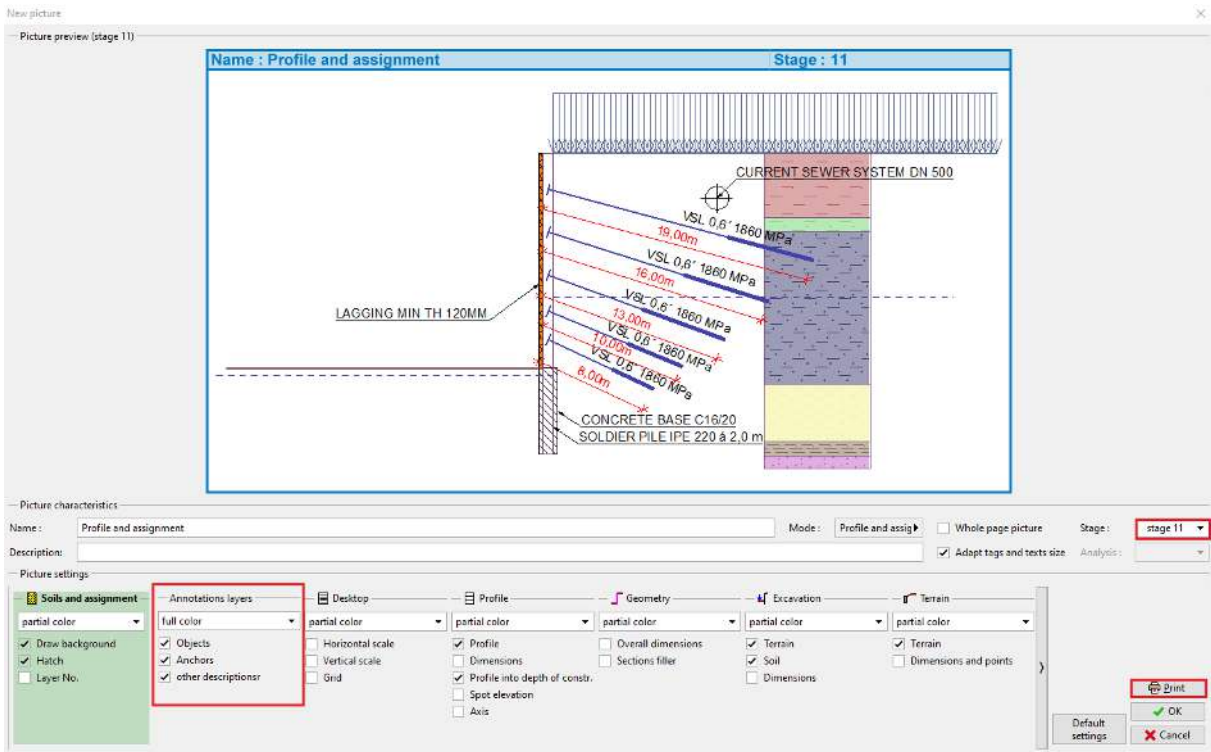 New picture
Picture preview (stage 11)
Name : Profile and assignment Stage : 11
CURRENT SEWER SYSTEM DN 500
VSL 0,6´ 1860 MPa
19,00m
VSL 0,6´ 1860 MPa
16,00m
VSL 0,6´ 1860 MPa
LAGGING MIN TH 120MM
13,00m
VSL 0,6´ 1860 MPa
10,00m
VSL 0,6´ 1860 MPa
8,00m
CONCRETE BASE C16/20
SOLDIER PILE IPE 220 á 2,0 m
Picture characteristics
Name : Profile and assignment Mode : Profile and assig Whole page picture Stage : stage 11
Description: Adapt tags and texts size Analysis :
Picture settings
Soils and assignment Annotations layers Desktop Profile Geometry Excavation Terrain
partial color full color partial color partial color partial color partial color partial color
Draw background Objects Horizontal scale Profile Overall dimensions Terrain Terrain
Hatch Anchors Vertical scale Dimensions Sections filler Soil Dimensions and points
Layer No. other descriptionsr Grid Profile into depth of constr. Dimensions
Spot elevation
Axis
Print
OK
Default settings
Cancel